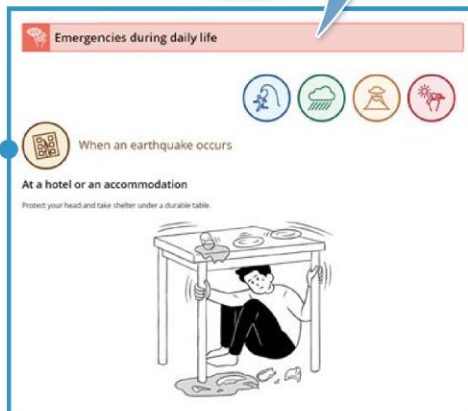 Emergencies during daily life
When an earthquake occurs
At a hotel or an accommodation
Protect your head and take shelter under a durable table.